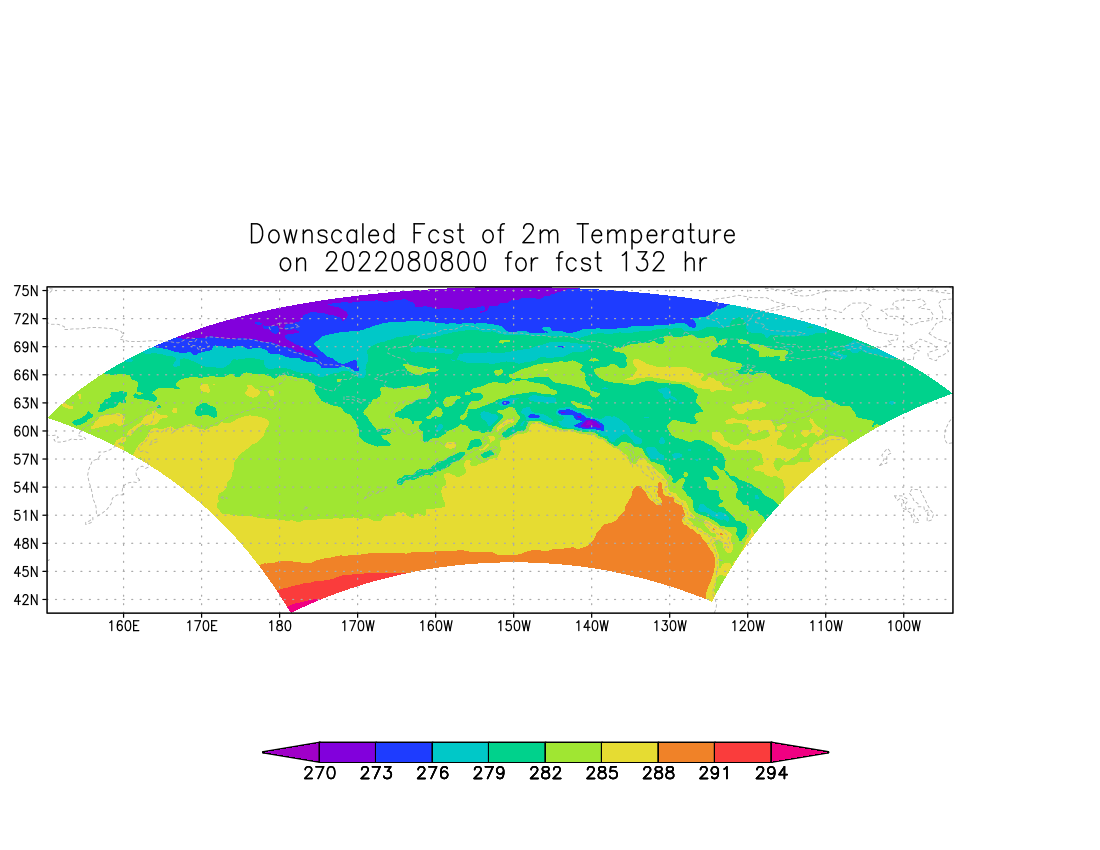 Downscaled Fcst of 2m Temperature
on 2022080800 for fcst 132 hr
75N
72N
69N
66N
63N
60N
57N
54N
51N
48N
45N
42N
160E 170E 180 170W 160W 150W 140W 130W 120W 110W 100W
270 273 276 279 282 285 288 291 294